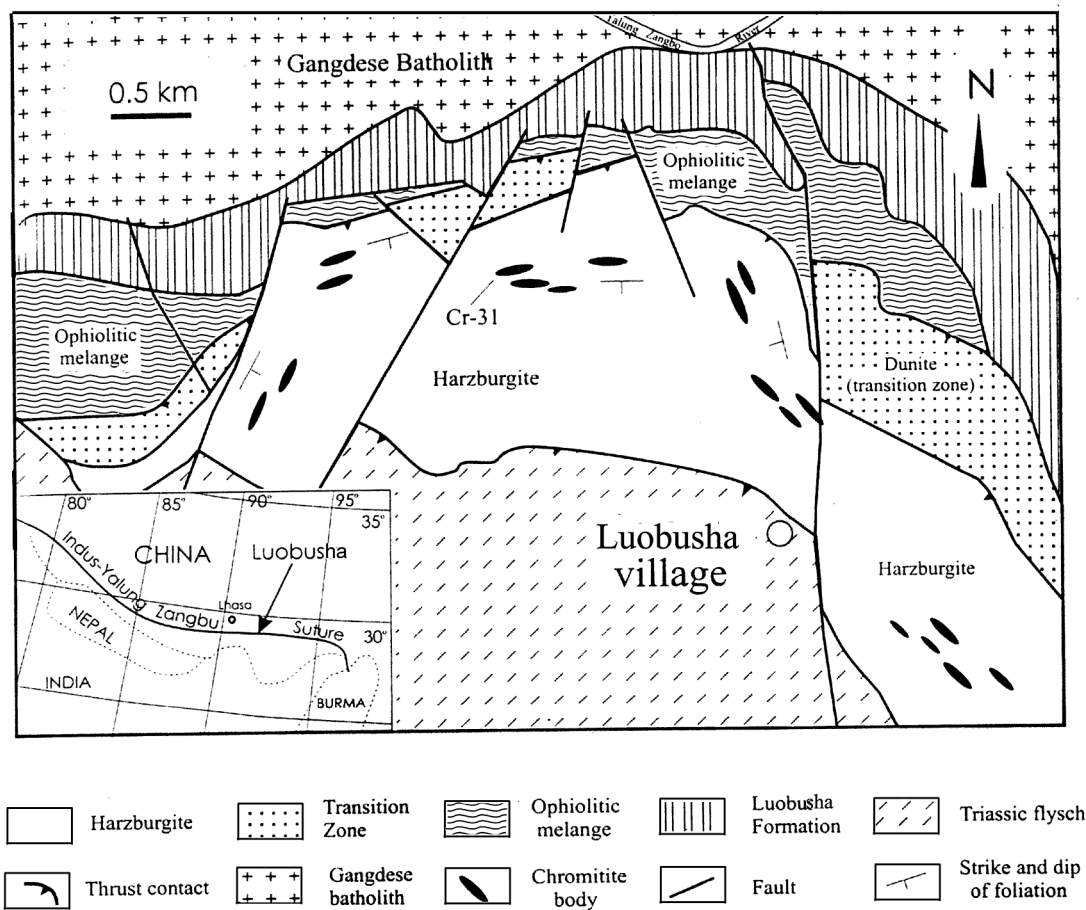 Yalung Zangbo River
Gangdese Batholith
0.5 km
N
Ophiolitic
melange
Cr-31
Ophiolitic
melange
Harzburgite
Dunite
(transition zone)
Luobusha
village
Harzburgite
80°
85°
90°
95°
35°
CHINA
Luobusha
Indus-Yalung Zangbu Suture
Lhasa
30°
NEPAL
INDIA
BURMA
Harzburgite
Transition
Zone
Ophiolitic
melange
Luobusha
Formation
Triassic flysch
Thrust contact
Gangdese
batholith
Chromitite
body
Fault
Strike and dip
of foliation